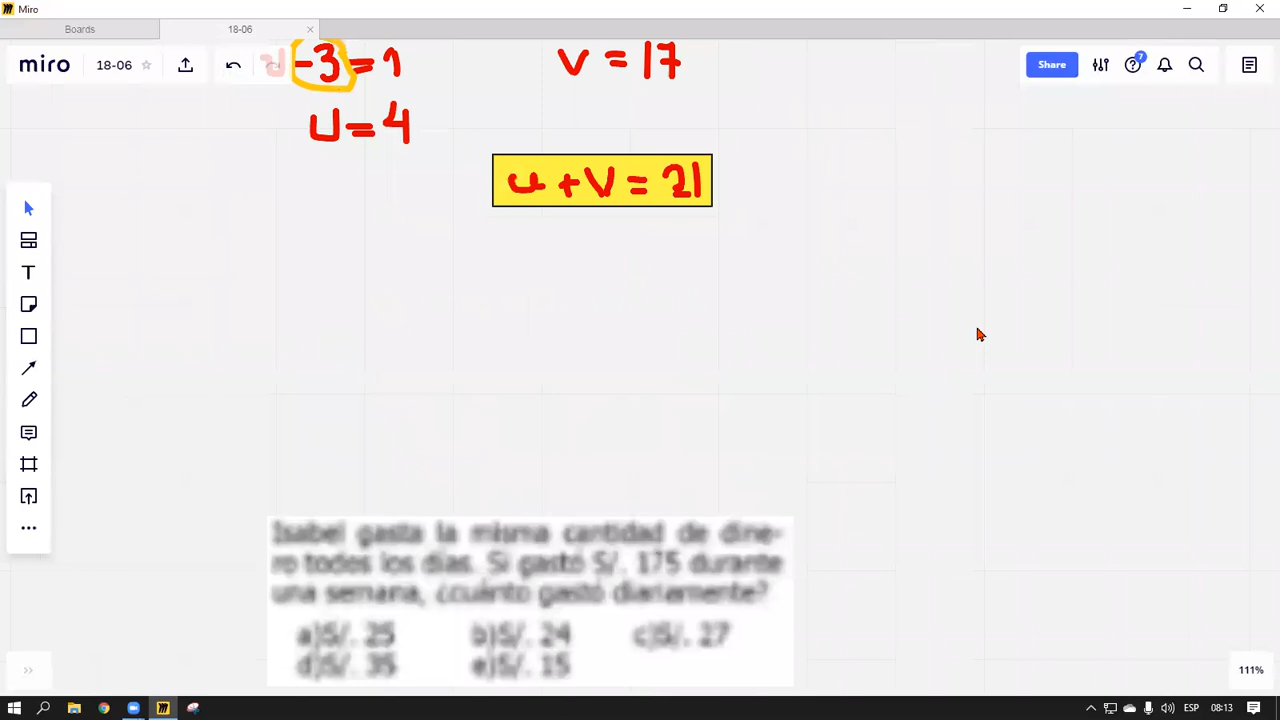 Miro
Boards
18-06
miro
18-06
Share
7
-3 = 1
v = 17
u = 4
u + v = 21
T
Isabel gasta la misma cantidad de dine-
ro todos los días. Si gastó S/. 175 durante
una semana, ¿cuánto gastó diariamente?
a)S/. 25 b)S/. 24 c)S/. 27
d)S/. 35 e)S/. 15
111%
ESP 08:13